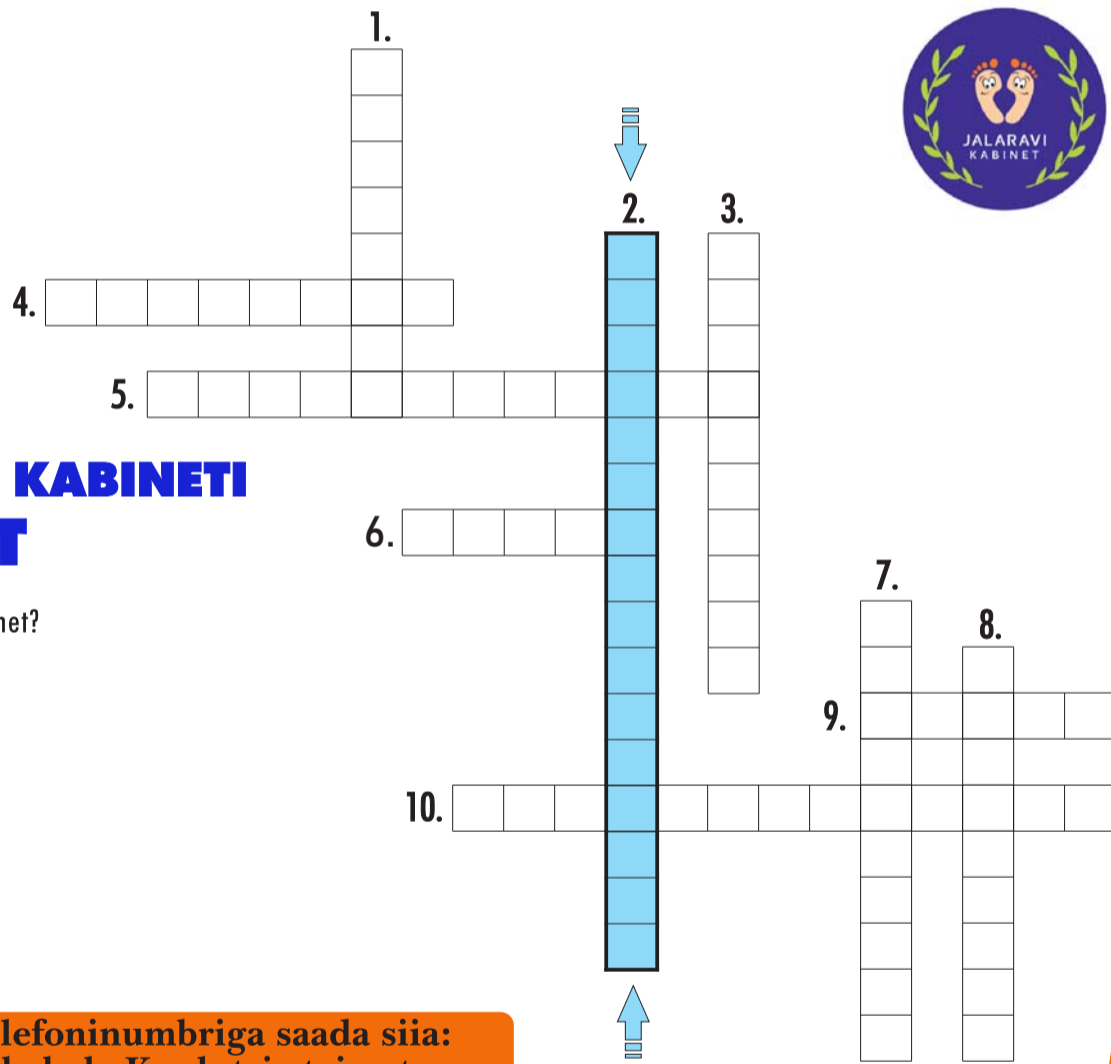 1.
JALARAVI
KABINET
2.
3.
4.
5.
KABINETI
T
6.
7.
net?
8.
9.
10.
lefoninumbriga saada siia: